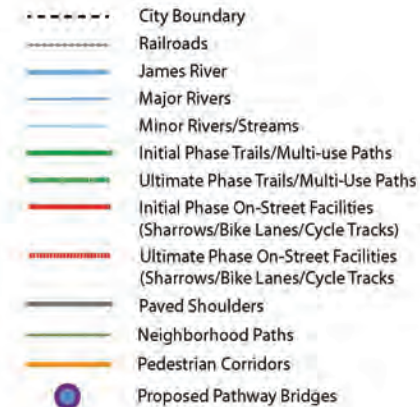 City Boundary
Railroads
James River
Major Rivers
Minor Rivers/Streams
Initial Phase Trails/Multi-use Paths
Ultimate Phase Trails/Multi-Use Paths
Initial Phase On-Street Facilities
(Sharrows/Bike Lanes/Cycle Tracks)
Ultimate Phase On-Street Facilities
(Sharrows/Bike Lanes/Cycle Tracks
Paved Shoulders
Neighborhood Paths
Pedestrian Corridors
Proposed Pathway Bridges